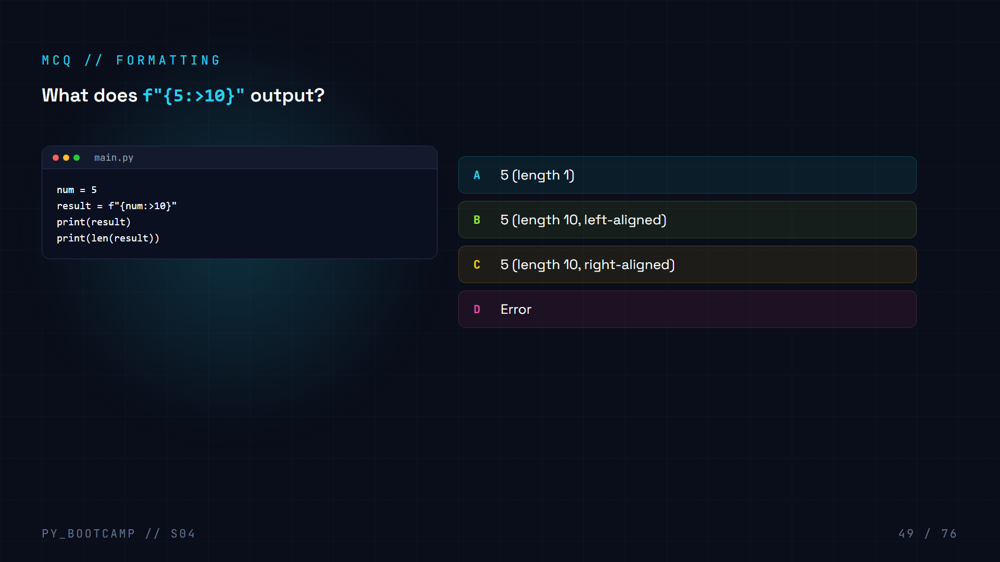 MCQ // FORMATTING
What does f"{5:>10}" output?
main.py
num = 5
result = f"{num:>10}"
print(result)
print(len(result))
A 5 (length 1)
B 5 (length 10, left-aligned)
C 5 (length 10, right-aligned)
D Error
PY_BOOTCAMP // S04
49 / 76